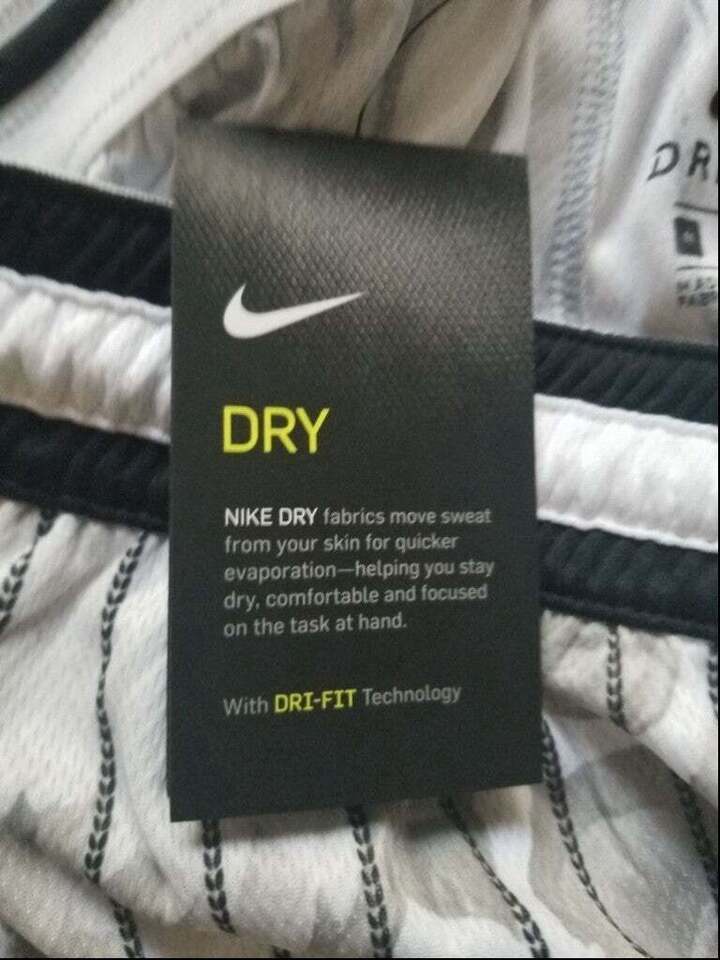 DRY
NIKE DRY fabrics move sweat
from your skin for quicker
evaporation—helping you stay
dry, comfortable and focused
on the task at hand.
With DRI-FIT Technology
DR
M